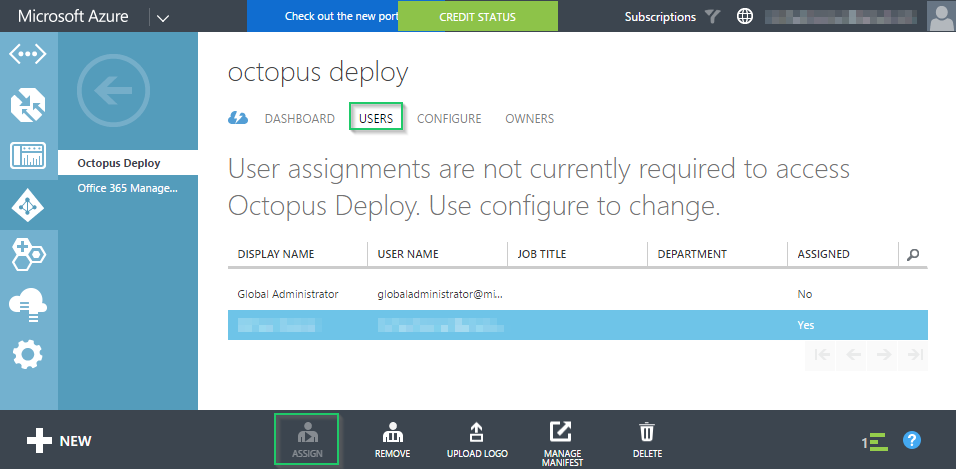 Microsoft Azure
Check out the new port
CREDIT STATUS
Subscriptions
octopus deploy
DASHBOARD USERS CONFIGURE OWNERS
Octopus Deploy
Office 365 Manage...
User assignments are not currently required to access
Octopus Deploy. Use configure to change.
DISPLAY NAME USER NAME JOB TITLE DEPARTMENT ASSIGNED
Global Administrator globaladministrator@mi... No
Yes
NEW
ASSIGN
REMOVE
UPLOAD LOGO
MANAGE
MANIFEST
DELETE
1
?